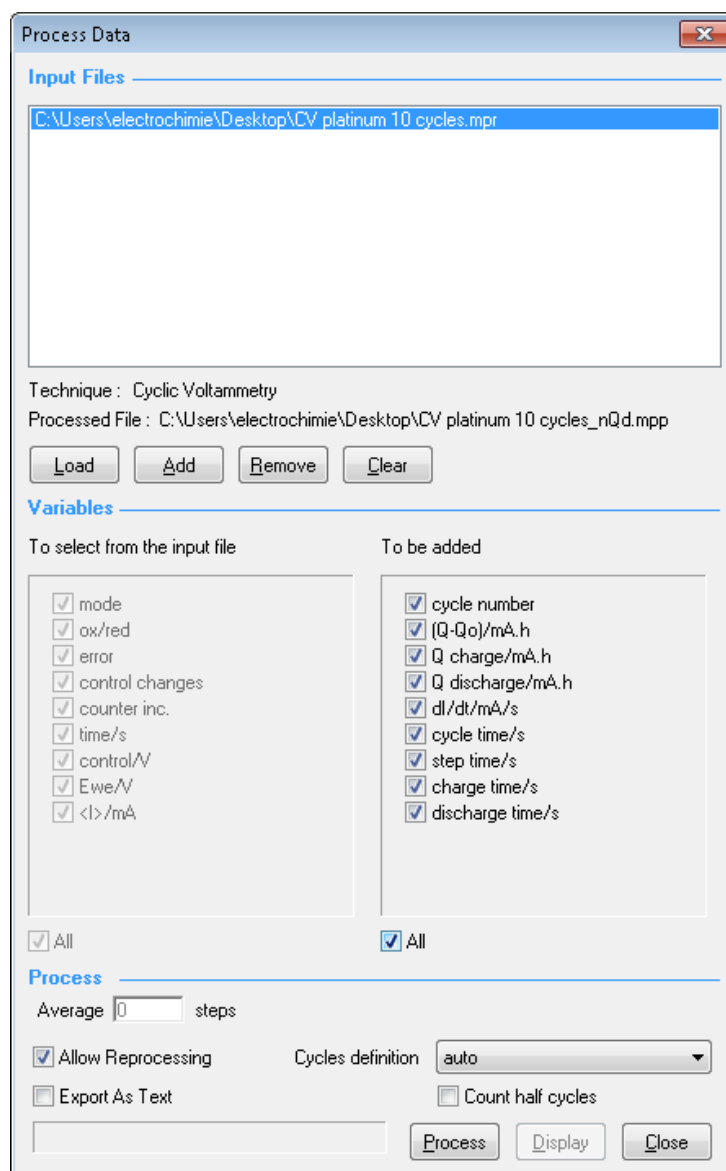 Process Data
Input Files
C:\Users\electrochimie\Desktop\CV platinum 10 cycles.mpr
Technique : Cyclic Voltammetry
Processed File : C:\Users\electrochimie\Desktop\CV platinum 10 cycles_nQd.mpp
Load Add Remove Clear
Variables
To select from the input file
mode
ox/red
error
control changes
counter inc.
time/s
control/V
Ewe/V
<I>/mA
All
To be added
cycle number
(Q-Qo)/mA.h
Q charge/mA.h
Q discharge/mA.h
dI/dt/mA/s
cycle time/s
step time/s
charge time/s
discharge time/s
All
Process
Average 0 steps
Allow Reprocessing Cycles definition auto
Export As Text Count half cycles
Process Display Close